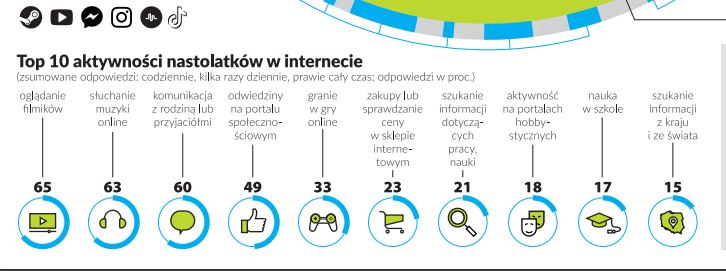 Top 10 aktywności nastolatków w internecie
(zsumowane odpowiedzi: codziennie, kilka razy dziennie, prawie cały czas; odpowiedzi w proc.)
oglądanie
filmików
65
słuchanie
muzyki
online
63
komunikacja
z rodziną lub
przyjaciółmi
60
odwiedziny
na portalu
społeczno-
ściowym
49
granie
w gry
online
33
zakupy lub
sprawdzanie
ceny
w sklepie
interne-
towym
23
szukanie
informacji
dotyczą-
cych
pracy,
nauki
21
aktywność
na portalach
hobby-
stycznych
18
nauka
w szkole
17
szukanie
informacji
z kraju
i ze świata
15